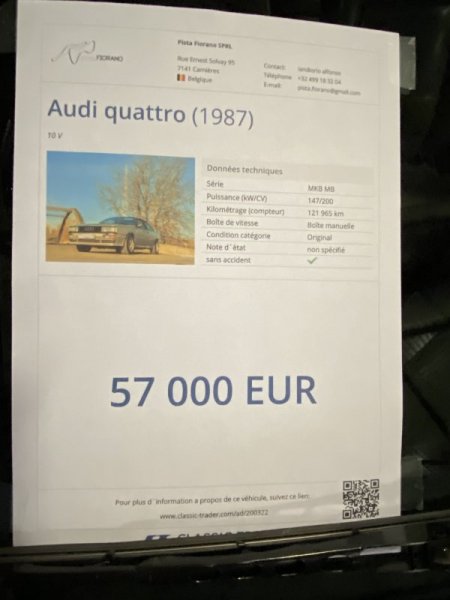 FIORANO
Pista Fiorano SPRL
Rue Ernest Solvay 95
7141 Carnières
Belgique
Contact: landiorio alfonso
Téléphone +32 499 18 32 04
E-mail: pista.fiorano@gmail.com
Audi quattro (1987)
10 V
Données techniques
Série MKB MB
Puissance (kW/CV) 147/200
Kilométrage (compteur) 121 965 km
Boîte de vitesse Boîte manuelle
Condition catégorie Original
Note d´état non spécifié
sans accident
57 000 EUR
Pour plus d´information a propos de ce véhicule, suivez ce lien:
www.classic-trader.com/ad/200322
CLASSIC